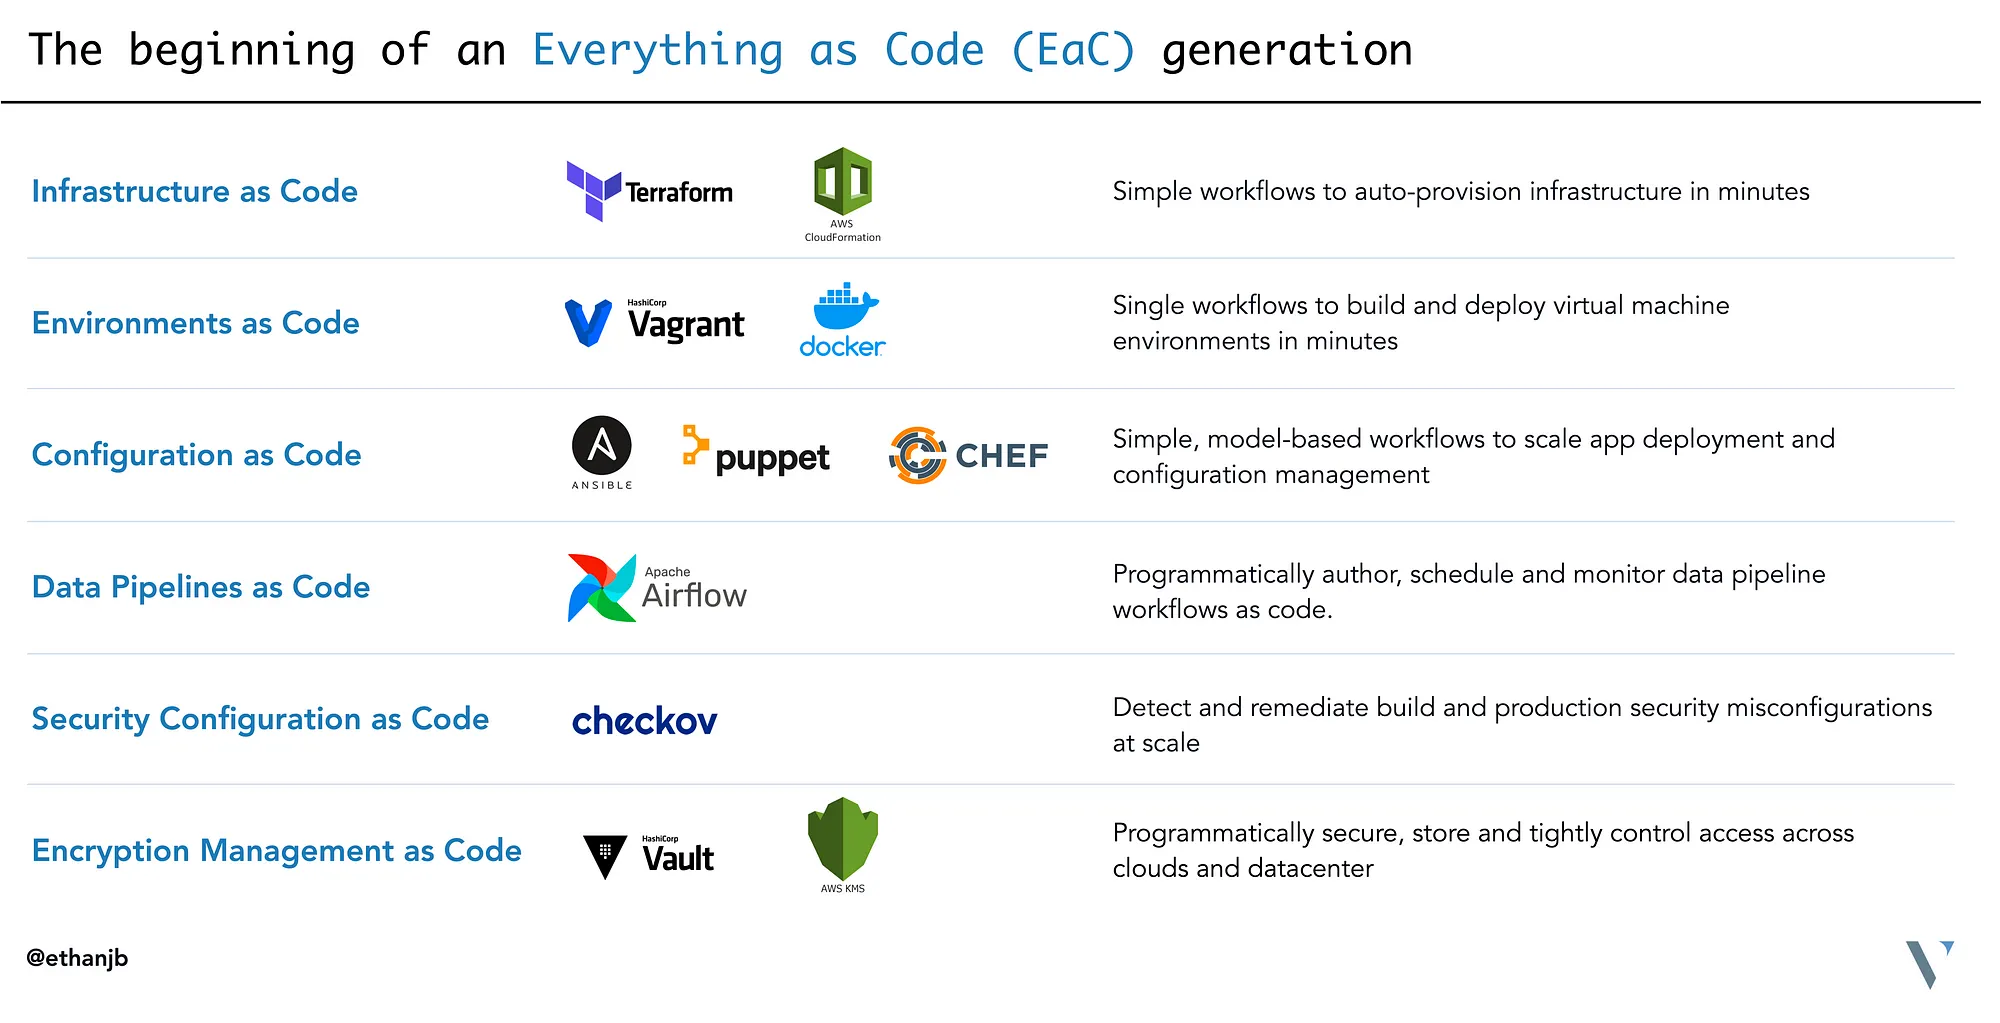 The beginning of an Everything as Code (EaC) generation
Infrastructure as Code
Terraform
AWS
CloudFormation
Simple workflows to auto-provision infrastructure in minutes
Environments as Code
HashiCorp
Vagrant
docker
Single workflows to build and deploy virtual machine
environments in minutes
Configuration as Code
ANSIBLE
puppet
CHEF
Simple, model-based workflows to scale app deployment and
configuration management
Data Pipelines as Code
Apache
Airflow
Programmatically author, schedule and monitor data pipeline
workflows as code.
Security Configuration as Code
checkov
Detect and remediate build and production security misconfigurations
at scale
Encryption Management as Code
HashiCorp
Vault
AWS KMS
Programmatically secure, store and tightly control access across
clouds and datacenter
@ethanjb